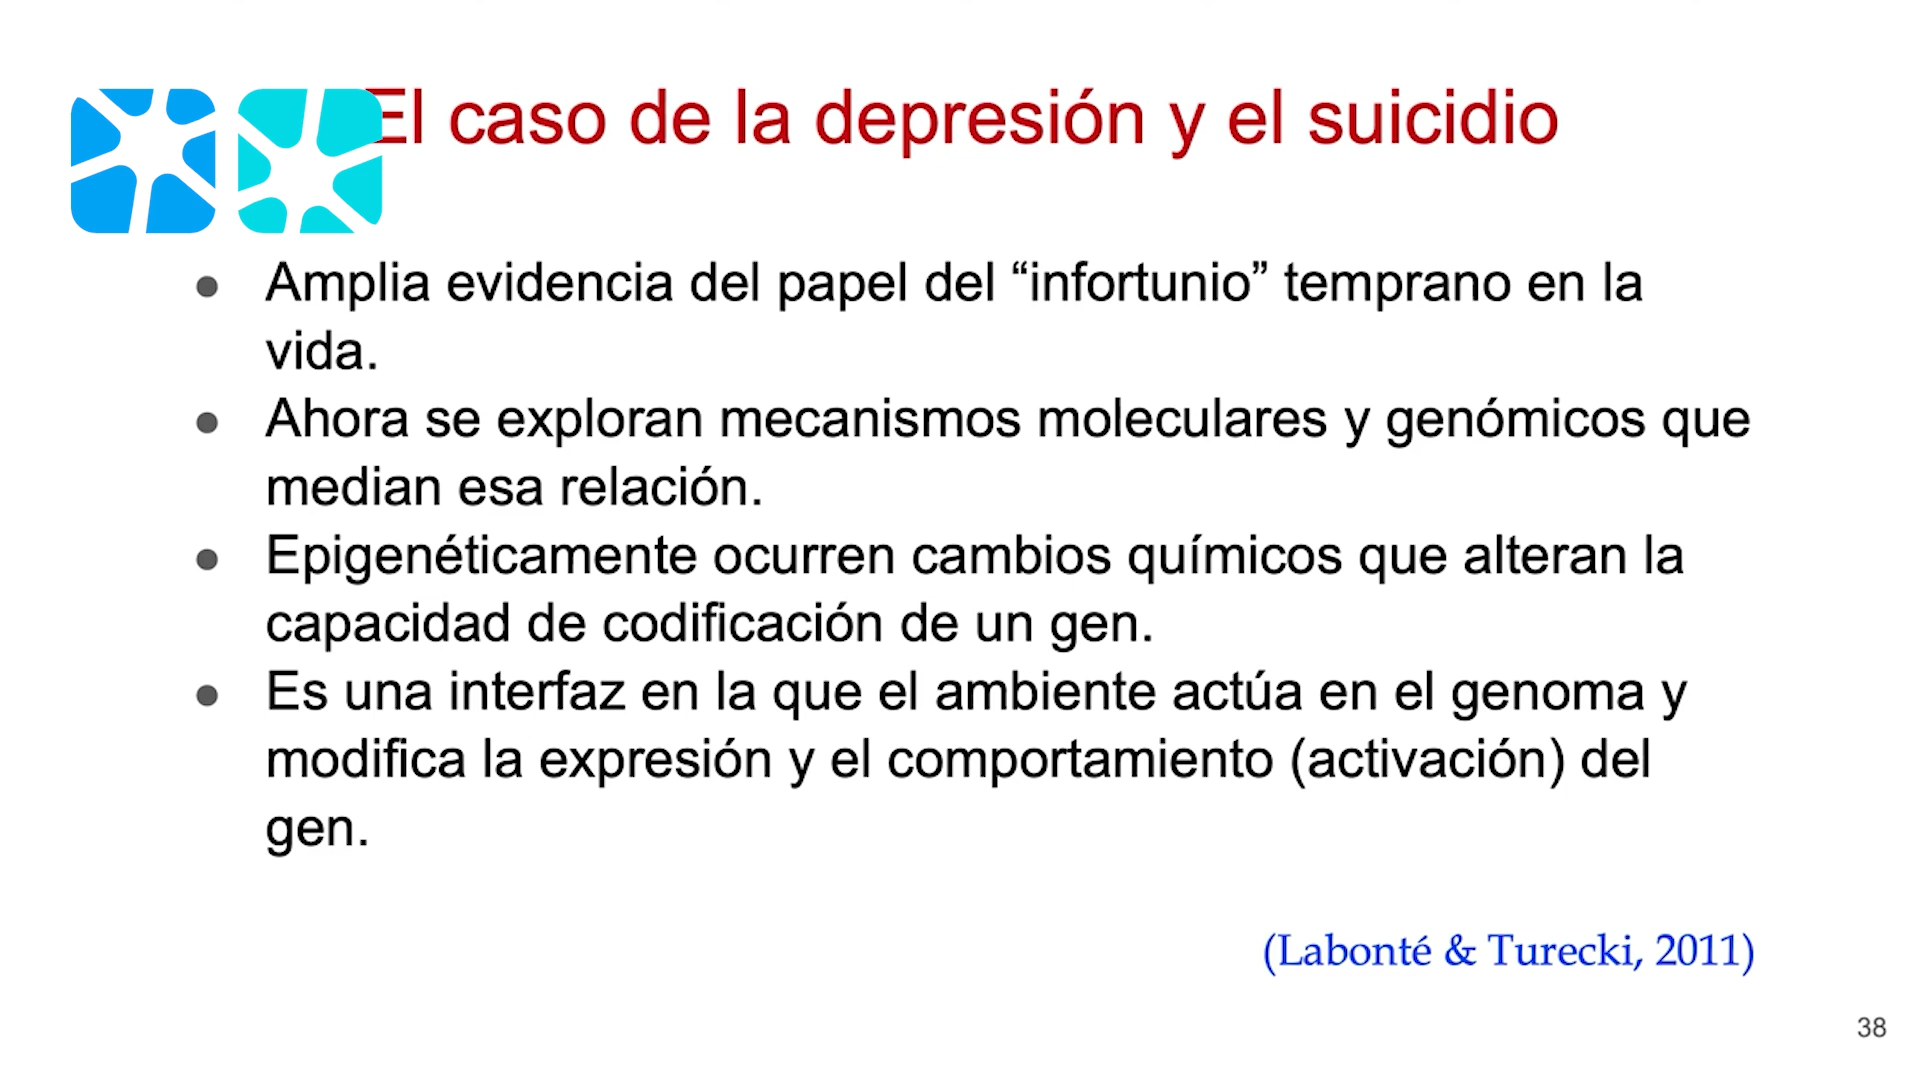 El caso de la depresión y el suicidio
● Amplia evidencia del papel del “infortunio” temprano en la
vida.
● Ahora se exploran mecanismos moleculares y genómicos que
median esa relación.
● Epigenéticamente ocurren cambios químicos que alteran la
capacidad de codificación de un gen.
● Es una interfaz en la que el ambiente actúa en el genoma y
modifica la expresión y el comportamiento (activación) del
gen.
(Labonté & Turecki, 2011)
38